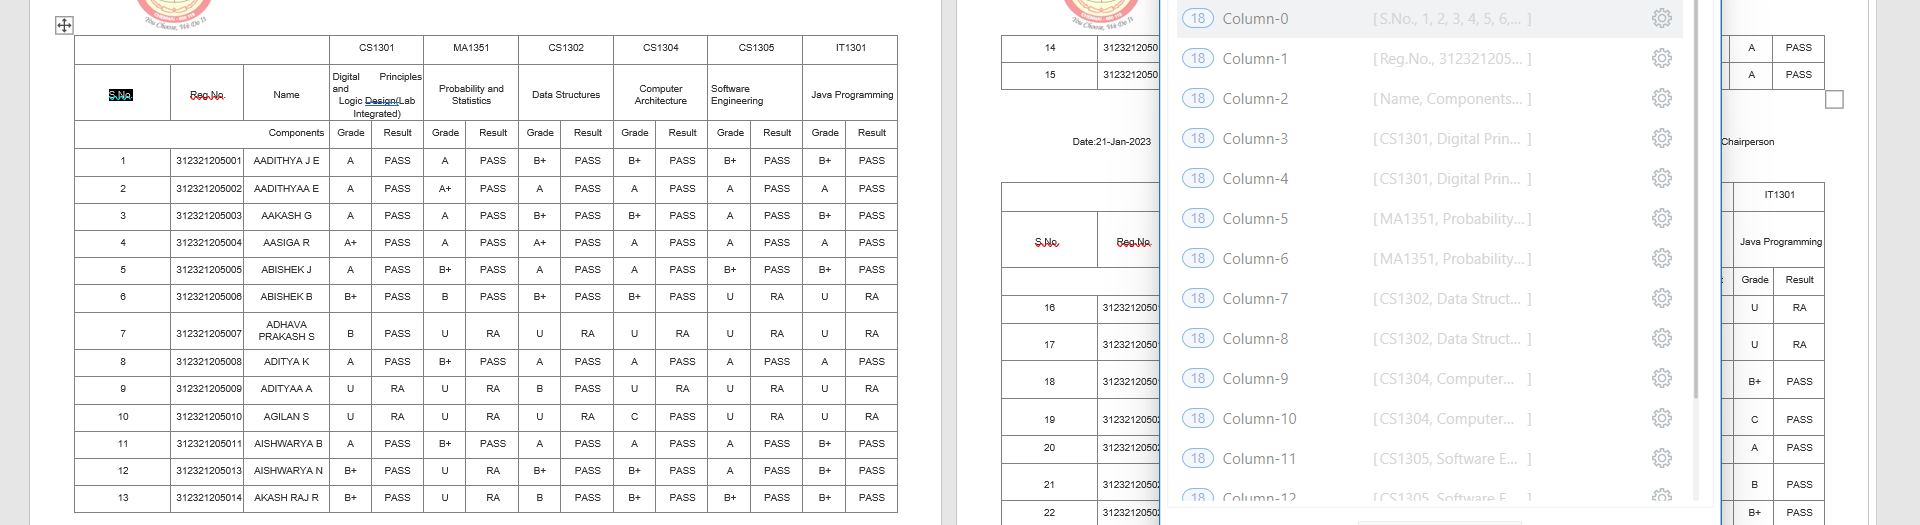 You Choose, We Do It
CS1301 MA1351 CS1302 CS1304 CS1305 IT1301
S.No. Reg.No. Name Digital Principles and Logic Design(Lab Integrated) Probability and Statistics Data Structures Computer Architecture Software Engineering Java Programming
Components Grade Result Grade Result Grade Result Grade Result Grade Result Grade Result
1 312321205001 AADITHYA J E A PASS A PASS B+ PASS B+ PASS B+ PASS B+ PASS
2 312321205002 AADITHYAA E A PASS A+ PASS A PASS A PASS A PASS A PASS
3 312321205003 AAKASH G A PASS A PASS B+ PASS B+ PASS A PASS B+ PASS
4 312321205004 AASIGA R A+ PASS A PASS A+ PASS A PASS A PASS A PASS
5 312321205005 ABISHEK J A PASS B+ PASS A PASS A PASS B+ PASS B+ PASS
6 312321205006 ABISHEK B B+ PASS B PASS B+ PASS B+ PASS U RA U RA
7 312321205007 ADHAVA PRAKASH S B PASS U RA U RA U RA U RA U RA
8 312321205008 ADITYA K A PASS B+ PASS A PASS A PASS A PASS A PASS
9 312321205009 ADITYAA A U RA U RA B PASS U RA U RA U RA
10 312321205010 AGILAN S U RA U RA U RA C PASS U RA U RA
11 312321205011 AISHWARYA B A PASS B+ PASS A PASS A PASS A PASS B+ PASS
12 312321205013 AISHWARYA N B+ PASS U RA B+ PASS B+ PASS A PASS B+ PASS
13 312321205014 AKASH RAJ R B+ PASS U RA B PASS B+ PASS B+ PASS B+ PASS
You Choose, We Do It
14 3123212050
15 3123212050
Date:21-Jan-2023
S.No. Reg.No.
16 31232120501
17 31232120501
18 31232120501
19 31232120502
20 31232120502
21 31232120502
22 31232120502
18 Column-0 [ S.No., 1, 2, 3, 4, 5, 6,... ]
18 Column-1 [ Reg.No., 312321205... ]
18 Column-2 [ Name, Components... ]
18 Column-3 [ CS1301, Digital Prin... ]
18 Column-4 [ CS1301, Digital Prin... ]
18 Column-5 [ MA1351, Probability... ]
18 Column-6 [ MA1351, Probability... ]
18 Column-7 [ CS1302, Data Struct... ]
18 Column-8 [ CS1302, Data Struct... ]
18 Column-9 [ CS1304, Computer... ]
18 Column-10 [ CS1304, Computer... ]
18 Column-11 [ CS1305, Software E... ]
18 Column-12 [ CS1305, Software E... ]
A PASS
A PASS
Chairperson
IT1301
Java Programming
Grade Result
U RA
U RA
B+ PASS
C PASS
A PASS
B PASS
B+ PASS